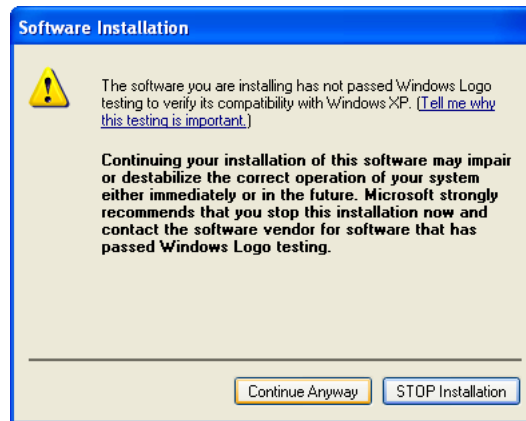 Software Installation
The software you are installing has not passed Windows Logo
testing to verify its compatibility with Windows XP. (Tell me why
this testing is important.)
Continuing your installation of this software may impair
or destabilize the correct operation of your system
either immediately or in the future. Microsoft strongly
recommends that you stop this installation now and
contact the software vendor for software that has
passed Windows Logo testing.
Continue Anyway
STOP Installation